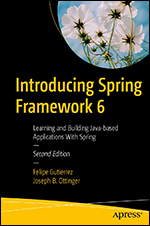 Introducing Spring
Framework 6
Learning and Building Java-based
Applications With Spring
Second Edition
Felipe Gutierrez
Joseph B. Ottinger
Apress®